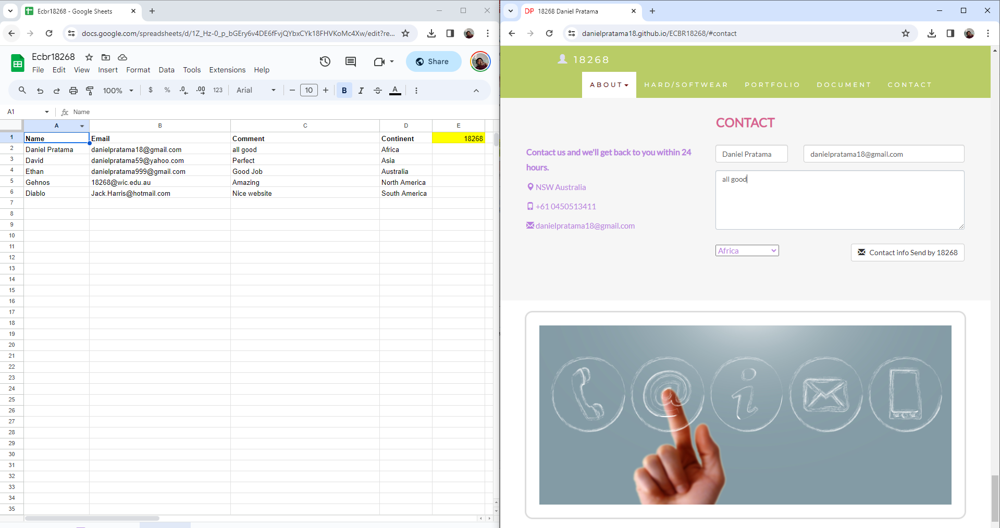 Ecbr18268 - Google Sheets
docs.google.com/spreadsheets/d/1Z_Hz-0_p_bGEry6v4DE6fFvjQYbxCYk18FHVKoMc4Xw/edit?re...
Ecbr18268
File Edit View Insert Format Data Tools Extensions Help
Share
100% $ % .0 .00 123 Arial 10 B I S A
A1 fx Name
A B C D E
1 Name Email Comment Continent 18268
2 Daniel Pratama danielpratama18@gmail.com all good Africa
3 David danielpratama59@yahoo.com Perfect Asia
4 Ethan danielpratama999@gmail.com Good Job Australia
5 Gehnos 18268@wic.edu.au Amazing North America
6 Diablo Jack.Harris@hotmail.com Nice website South America
7
8
9
10
11
12
13
14
15
16
17
18
19
20
21
22
23
24
25
26
27
28
29
30
31
32
33
34
35
DP 18268 Daniel Pratama
danielpratama18.github.io/ECBR18268/#contact
18268
ABOUT HARD/SOFTWEAR PORTFOLIO DOCUMENT CONTACT
CONTACT
Contact us and we'll get back to you within 24
hours.
NSW Australia
+61 0450513411
danielpratama18@gmail.com
Daniel Pratama danielpratama18@gmail.com
all good
Africa
Contact info Send by 18268
@ i